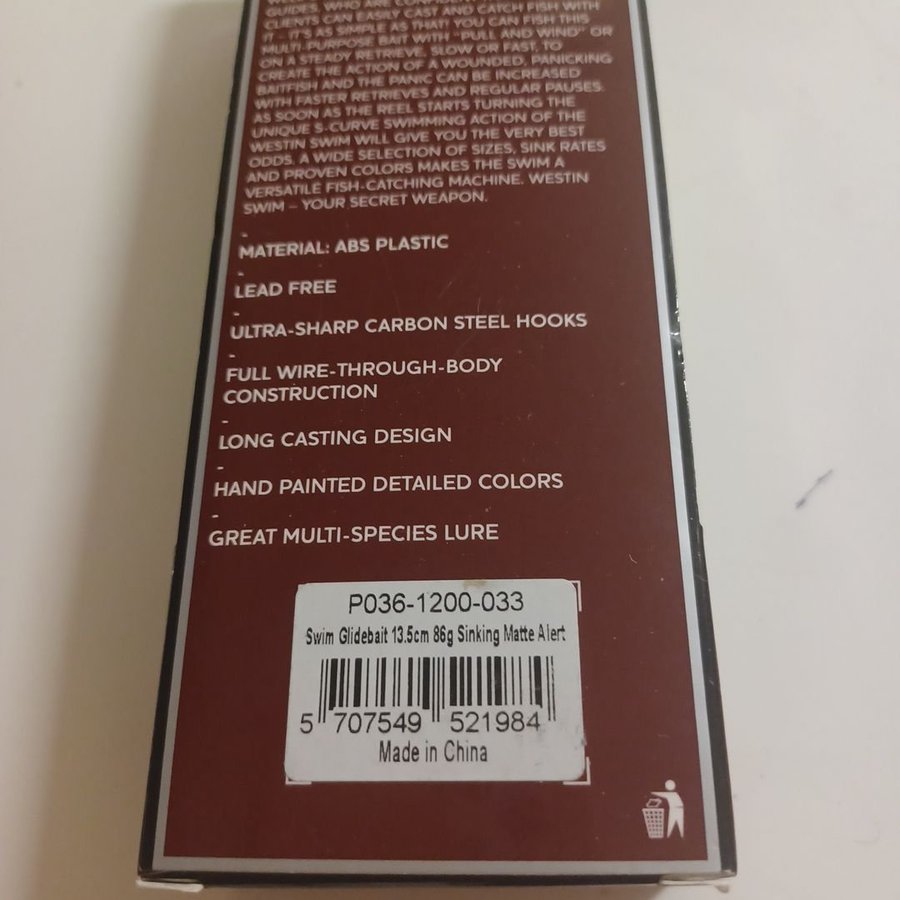 GUIDES, WHO ARE CONFIDENT
CLIENTS CAN EASILY CAST AND CATCH FISH WITH
IT – IT'S AS SIMPLE AS THAT! YOU CAN FISH THIS
MULTI-PURPOSE BAIT WITH "PULL AND WIND" OR
ON A STEADY RETRIEVE, SLOW OR FAST, TO
CREATE THE ACTION OF A WOUNDED, PANICKING
BAITFISH AND THE PANIC CAN BE INCREASED
WITH FASTER RETRIEVES AND REGULAR PAUSES.
AS SOON AS THE REEL STARTS TURNING THE
UNIQUE S-CURVE SWIMMING ACTION OF THE
WESTIN SWIM WILL GIVE YOU THE VERY BEST
ODDS. A WIDE SELECTION OF SIZES, SINK RATES
AND PROVEN COLORS MAKES THE SWIM A
VERSATILE FISH-CATCHING MACHINE. WESTIN
SWIM – YOUR SECRET WEAPON.
-
MATERIAL: ABS PLASTIC
-
LEAD FREE
-
ULTRA-SHARP CARBON STEEL HOOKS
-
FULL WIRE-THROUGH-BODY
CONSTRUCTION
-
LONG CASTING DESIGN
-
HAND PAINTED DETAILED COLORS
-
GREAT MULTI-SPECIES LURE
P036-1200-033
Swim Glidebait 13.5cm 86g Sinking Matte Alert
5 707549 521984
Made in China